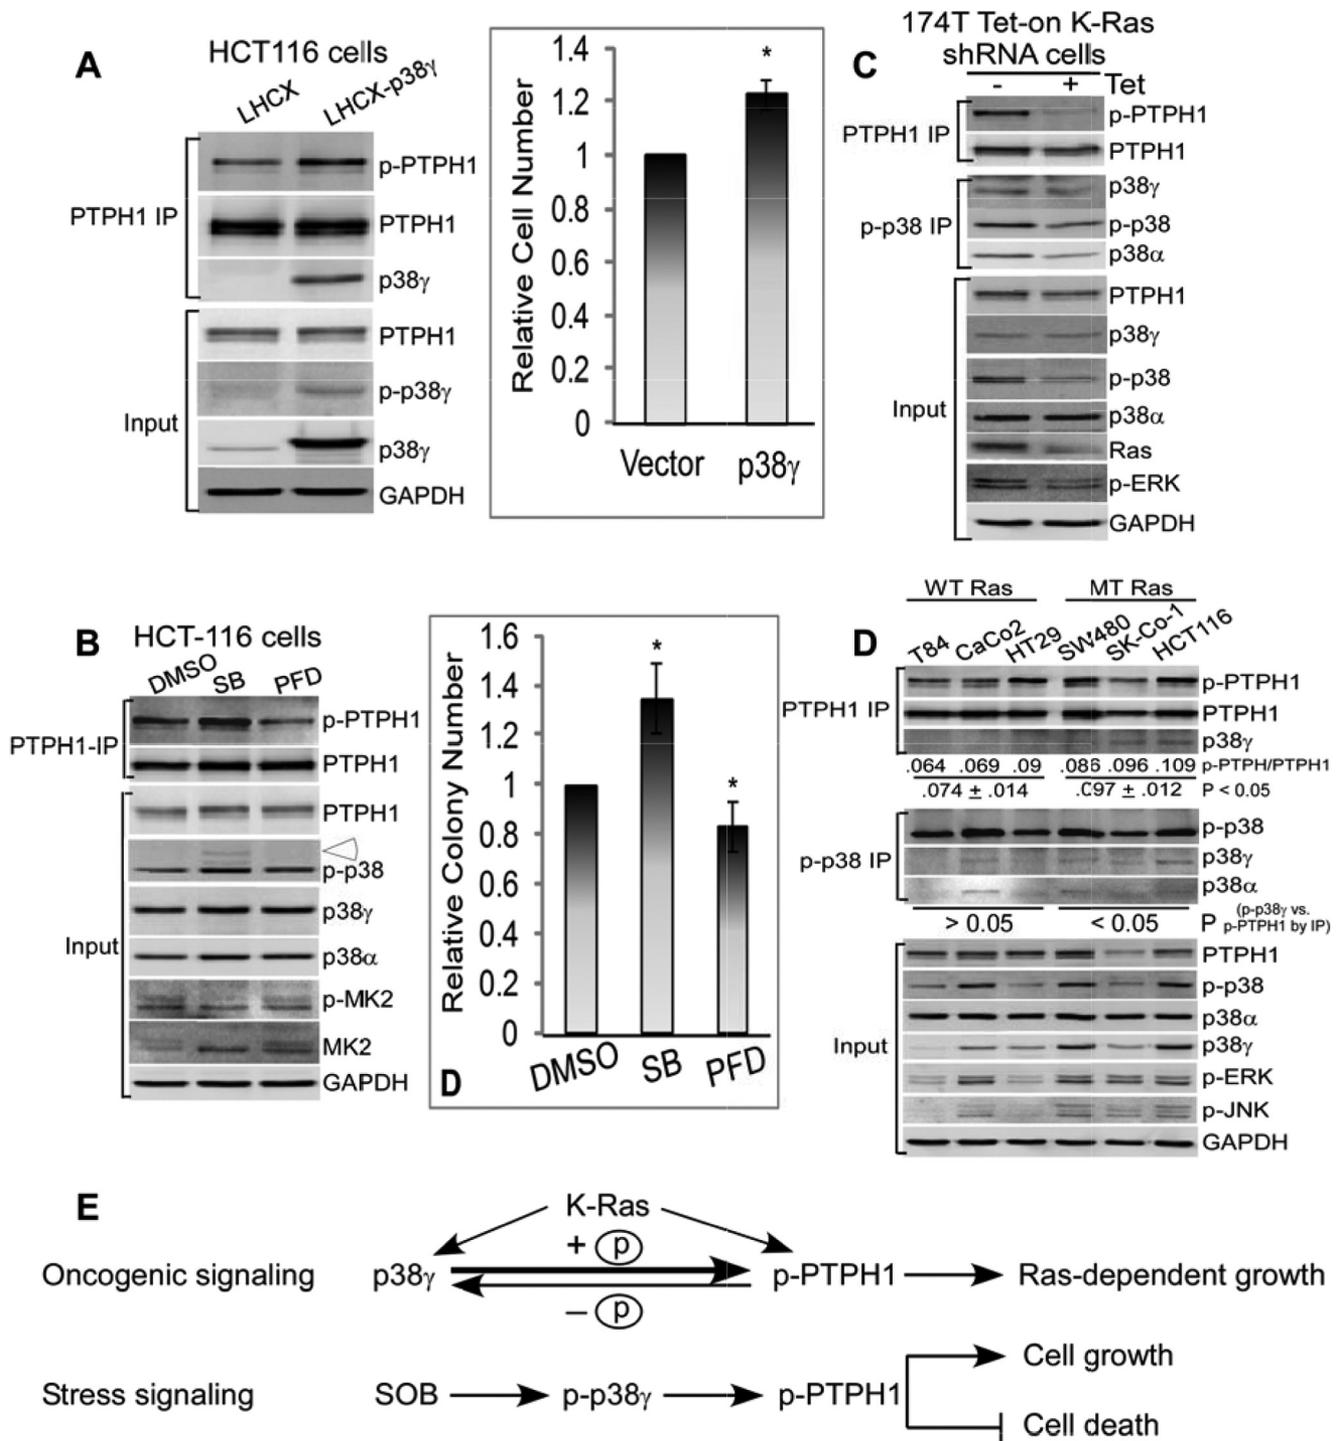 A
HCT116 cells
LHCX
LHCX-p38γ
PTPH1 IP
p-PTPH1
PTPH1
p38γ
Input
PTPH1
p-p38γ
p38γ
GAPDH
Relative Cell Number
1.4
1.2
1
0.8
0.6
0.4
0.2
0
*
Vector
p38γ
C
174T Tet-on K-Ras
shRNA cells
- + Tet
PTPH1 IP
p-PTPH1
PTPH1
p-p38 IP
p38γ
p-p38
p38α
Input
PTPH1
p38γ
p-p38
p38α
Ras
p-ERK
GAPDH
B
HCT-116 cells
DMSO SB PFD
PTPH1-IP
p-PTPH1
PTPH1
Input
PTPH1
p-p38
p38γ
p38α
p-MK2
MK2
GAPDH
Relative Colony Number
1.6
1.4
1.2
1
0.8
0.6
0.4
0.2
0
*
*
DMSO SB PFD
D
D
WT Ras MT Ras
T84 CaCo2 HT29 SW480 SK-Co-1 HCT116
PTPH1 IP
p-PTPH1
PTPH1
p38γ
.064 .069 .09 .086 .096 .109 p-PTPH/PTPH1
.074 ± .014 .097 ± .012 P < 0.05
p-p38 IP
p-p38
p38γ
p38α
> 0.05 < 0.05 P (p-p38γ vs.
p-PTPH1 by IP)
Input
PTPH1
p-p38
p38α
p38γ
p-ERK
p-JNK
GAPDH
E
K-Ras
+ p
Oncogenic signaling p38γ p-PTPH1 Ras-dependent growth
– p
Cell growth
Stress signaling SOB p-p38γ p-PTPH1
Cell death